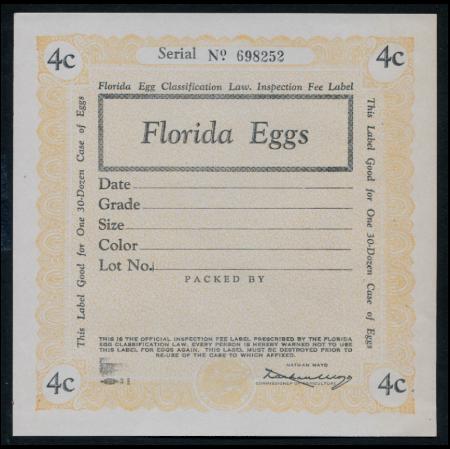 4c
Serial Nº 698252
4c
Florida Egg Classification Law. Inspection Fee Label
This Label Good for One 30-Dozen Case of Eggs
This Label Good for One 30-Dozen Case of Eggs
Florida Eggs
Date
Grade
Size
Color
Lot No.
PACKED BY
THIS IS THE OFFICIAL INSPECTION FEE LABEL PRESCRIBED BY THE FLORIDA
EGG CLASSIFICATION LAW. EVERY PERSON IS HEREBY WARNED NOT TO USE
THIS LABEL FOR EGGS AGAIN. THIS LABEL MUST BE DESTROYED PRIOR TO
RE-USE OF THE CASE TO WHICH AFFIXED.
NATHAN MAYO
COMMISSIONER OF AGRICULTURE
4c
4c